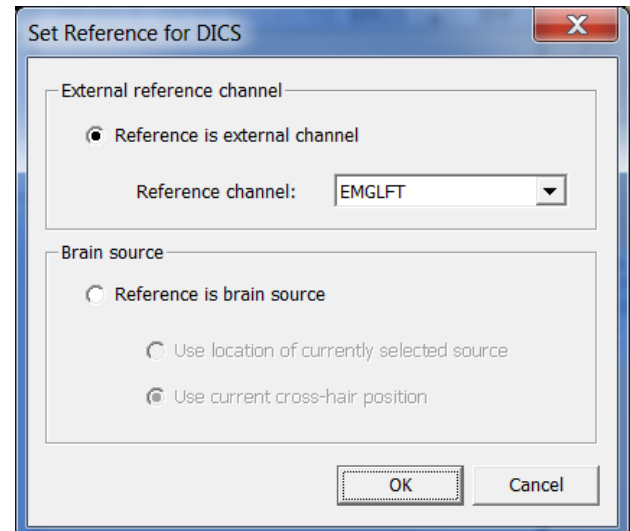 Set Reference for DICS
External reference channel
Reference is external channel
Reference channel: EMGLFT
Brain source
Reference is brain source
Use location of currently selected source
Use current cross-hair position
OK Cancel